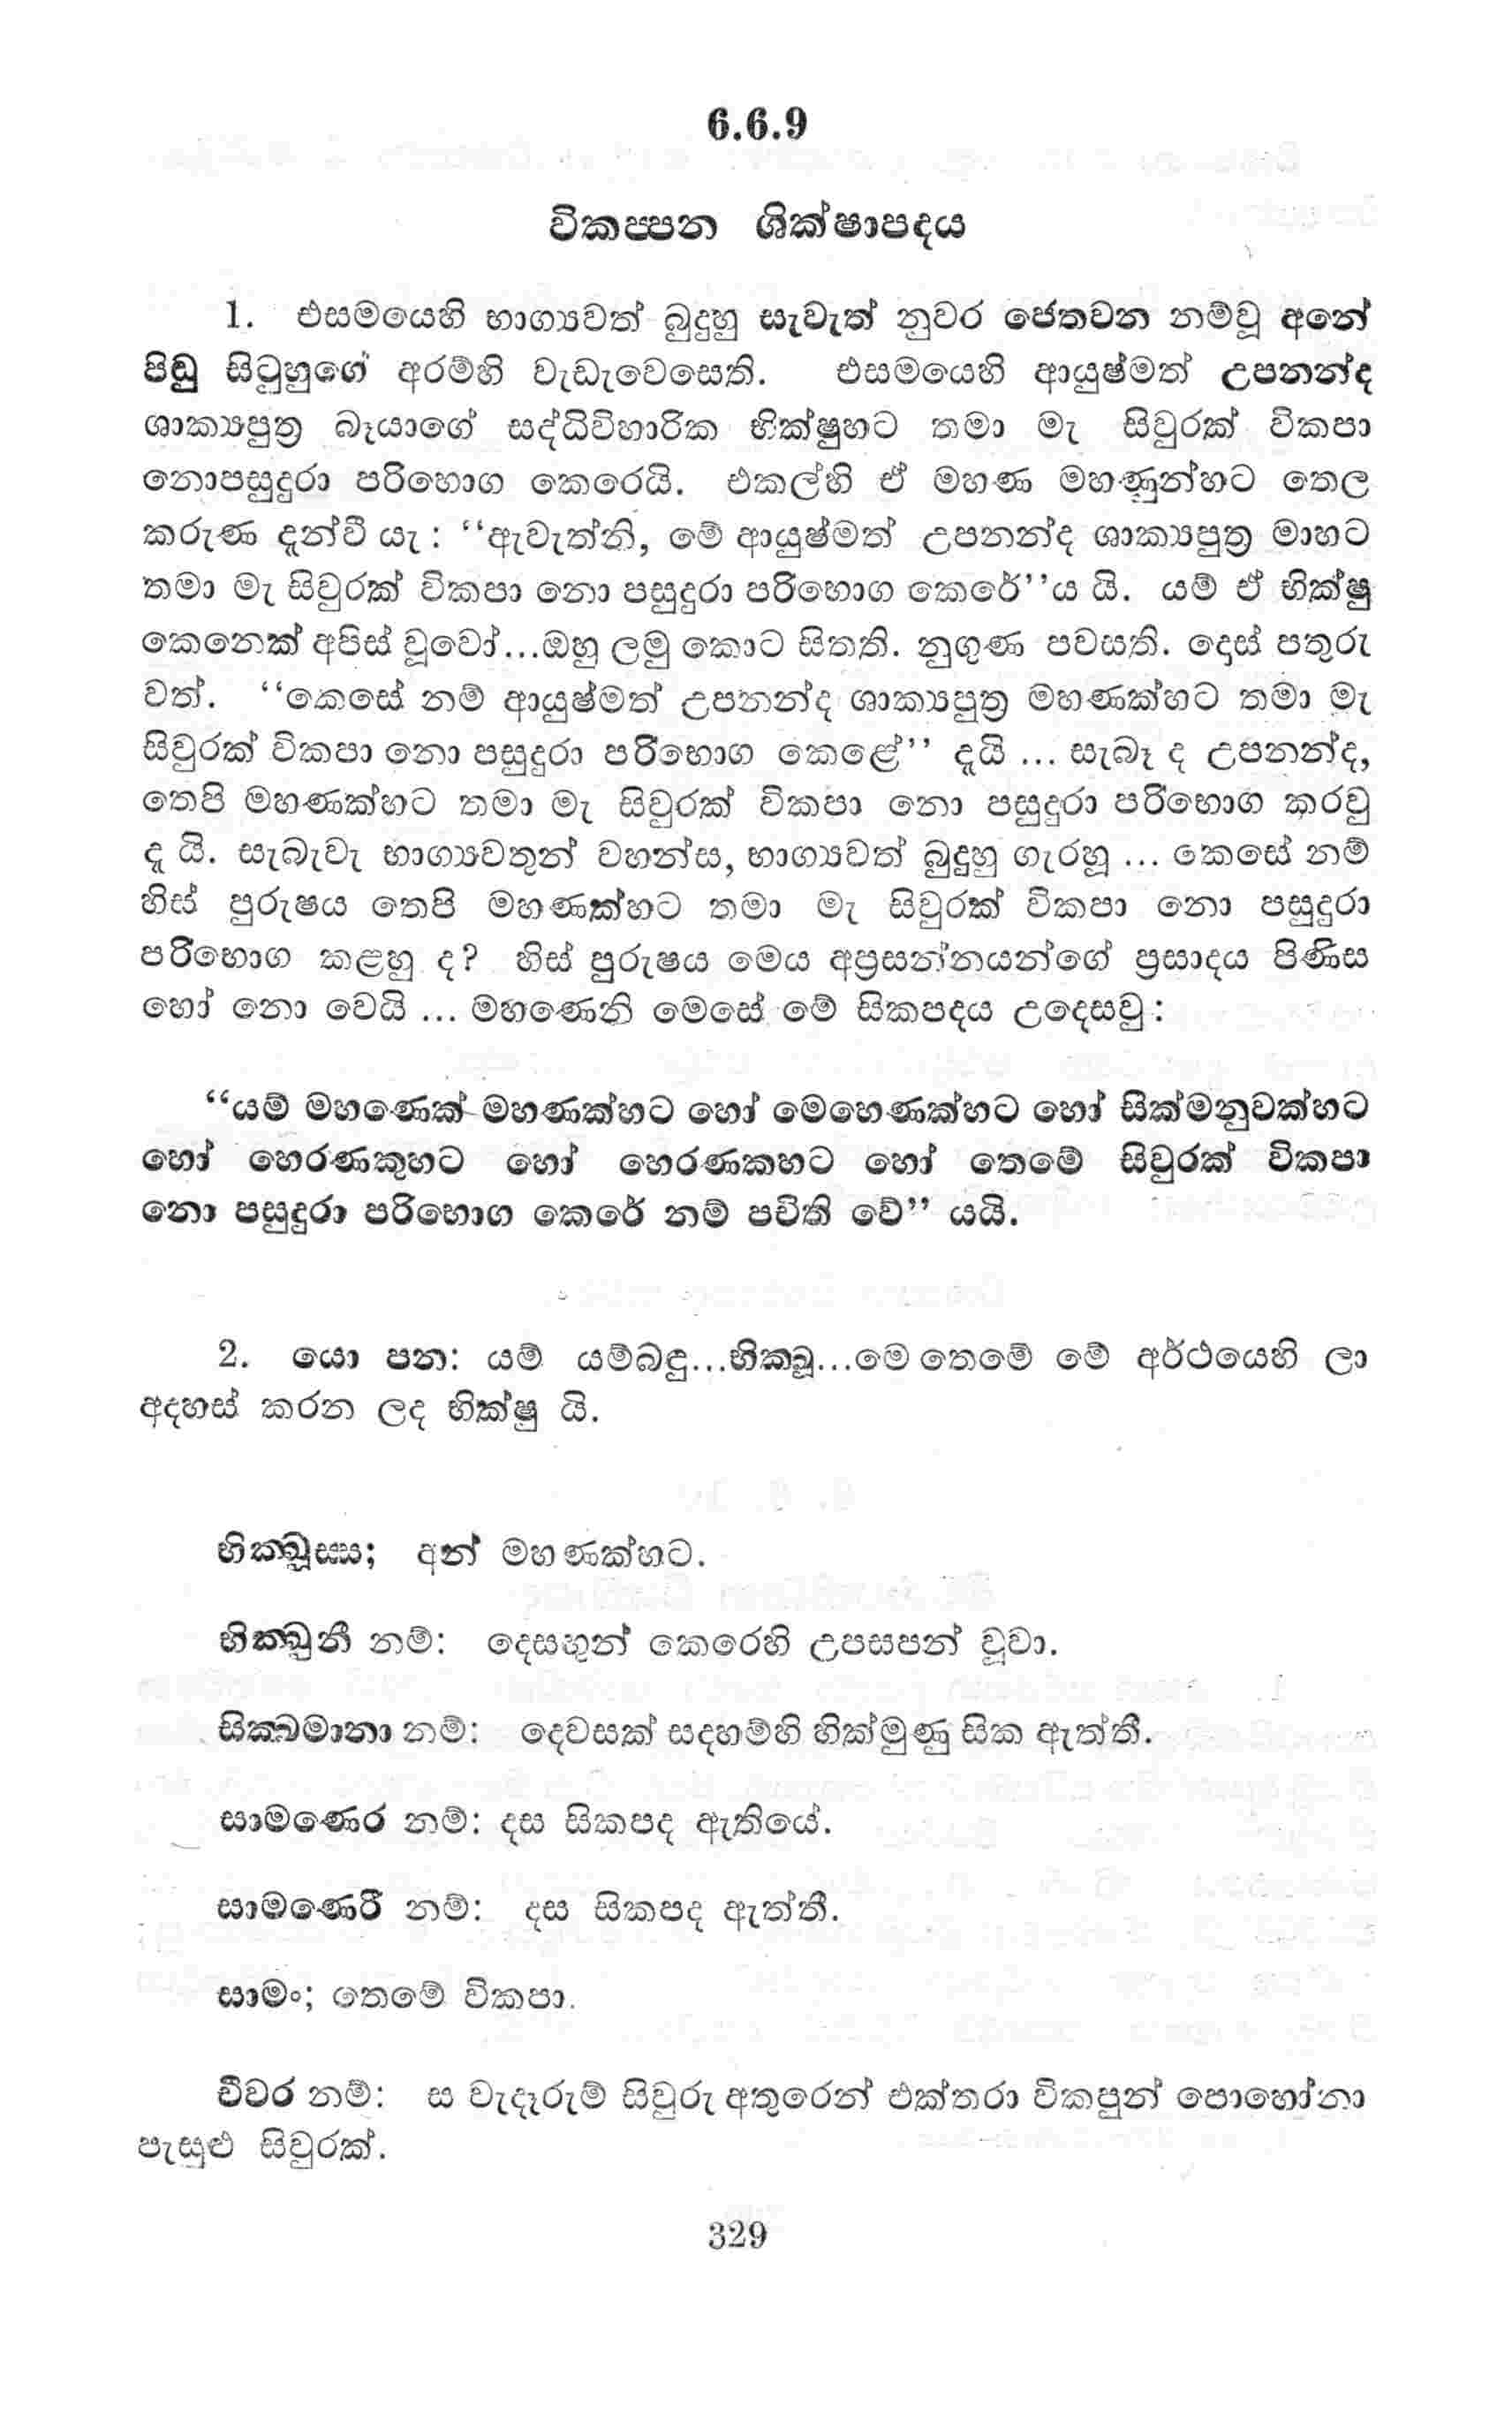 6.6.9
විකප්පන ශික්ෂාපදය
1. එසමයෙහි භාග්‍යවත් බුදුහු සැවැත් නුවර ජෙතවන නම්වූ අනේ
පිඬු සිටුහුගේ අරම්හි වැඩැවෙසෙති. එසමයෙහි ආයුෂ්මත් උපනන්ද
ශාක්‍යපුත්‍ර බෑයාගේ සද්ධිවිහාරික භික්ෂුහට තමා මැ සිවුරක් විකපා
නොපසුදුරා පරිභොග කෙරෙයි. එකල්හි ඒ මහණ මහණුන්හට තෙල
කරුණ දැන්වී යැ : “ඇවැත්නි, මේ ආයුෂ්මත් උපනන්ද ශාක්‍යපුත්‍ර මාහට
තමා මැ සිවුරක් විකපා නො පසුදුරා පරිභොග කෙරේ”ය යි. යම් ඒ භික්ෂු
කෙනෙක් අපිස් වූවෝ...ඔහු ලමු කොට සිතති. නුගුණ පවසති. දොස් පතුරු
වත්. “කෙසේ නම් ආයුෂ්මත් උපනන්ද ශාක්‍යපුත්‍ර මහණක්හට තමා මැ
සිවුරක් විකපා නො පසුදුරා පරිභොග කෙළේ” දැයි ... සැබෑ ද උපනන්ද,
තෙපි මහණක්හට තමා මැ සිවුරක් විකපා නො පසුදුරා පරිභොග කරවු
දැ යි. සැබැවැ භාග්‍යවතුන් වහන්ස, භාග්‍යවත් බුදුහු ගැරහූ ... කෙසේ නම්
හිස් පුරුෂය තෙපි මහණක්හට තමා මැ සිවුරක් විකපා නො පසුදුරා
පරිභොග කළහු ද? හිස් පුරුෂය මෙය අප්‍රසන්නයන්ගේ ප්‍රසාදය පිණිස
හෝ නො වෙයි ... මහණෙනි මෙසේ මේ සිකපදය උදෙසවු :
“යම් මහණෙක් මහණක්හට හෝ මෙහෙණක්හට හෝ සික්මනුවක්හට
හෝ හෙරණකුහට හෝ හෙරණකහට හෝ තෙමේ සිවුරක් විකපා
නො පසුදුරා පරිභොග කෙරේ නම් පචිති වේ” යයි.
2. යො පන: යම් යම්බඳු...භික්ඛූ...මෙ තෙමේ මේ අර්ථයෙහි ලා
අදහස් කරන ලද භික්ෂු යි.
භික්ඛූස්ස; අන් මහණක්හට.
භික්ඛුනී නම්: දෙසඟුන් කෙරෙහි උපසපන් වූවා.
සික්ඛමානා නම්: දෙවසක් සදහම්හි හික්මුණු සික ඇත්තී.
සාමණෙර නම්: දස සිකපද ඇතියේ.
සාමණෙරී නම්: දස සිකපද ඇත්තී.
සාමං; තෙමේ විකපා.
චීවර නම්: ස වැදෑරුම් සිවුරු අතුරෙන් එක්තරා විකපුන් පොහෝනා
පැසුළු සිවුරක්.
329